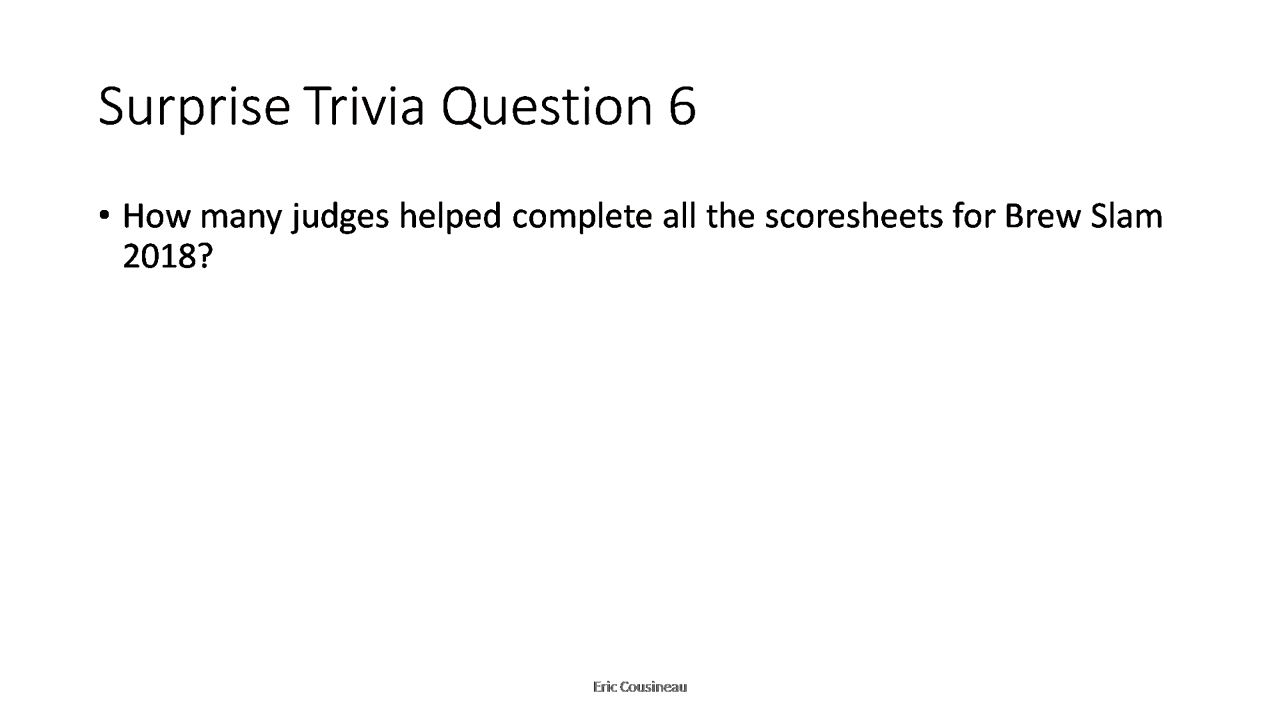 Surprise Trivia Question 6
• How many judges helped complete all the scoresheets for Brew Slam
2018?
Eric Cousineau